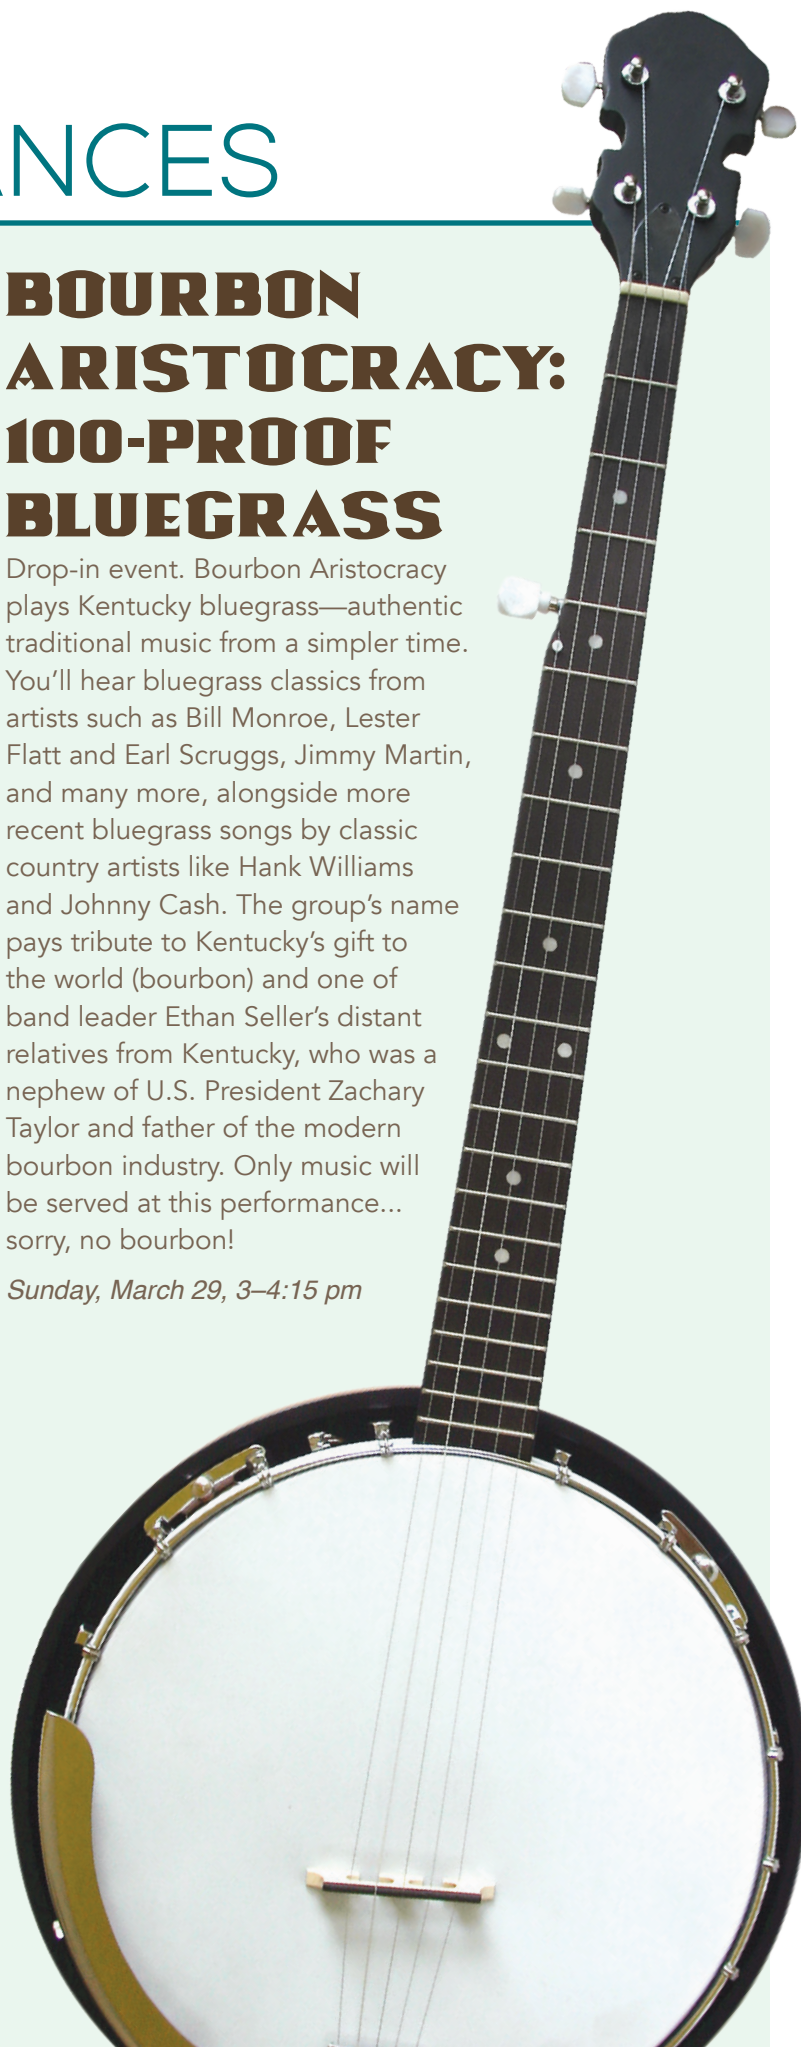 ANCES
BOURBON
ARISTOCRACY:
100-PROOF
BLUEGRASS
Drop-in event. Bourbon Aristocracy
plays Kentucky bluegrass—authentic
traditional music from a simpler time.
You’ll hear bluegrass classics from
artists such as Bill Monroe, Lester
Flatt and Earl Scruggs, Jimmy Martin,
and many more, alongside more
recent bluegrass songs by classic
country artists like Hank Williams
and Johnny Cash. The group’s name
pays tribute to Kentucky’s gift to
the world (bourbon) and one of
band leader Ethan Seller’s distant
relatives from Kentucky, who was a
nephew of U.S. President Zachary
Taylor and father of the modern
bourbon industry. Only music will
be served at this performance...
sorry, no bourbon!
Sunday, March 29, 3–4:15 pm